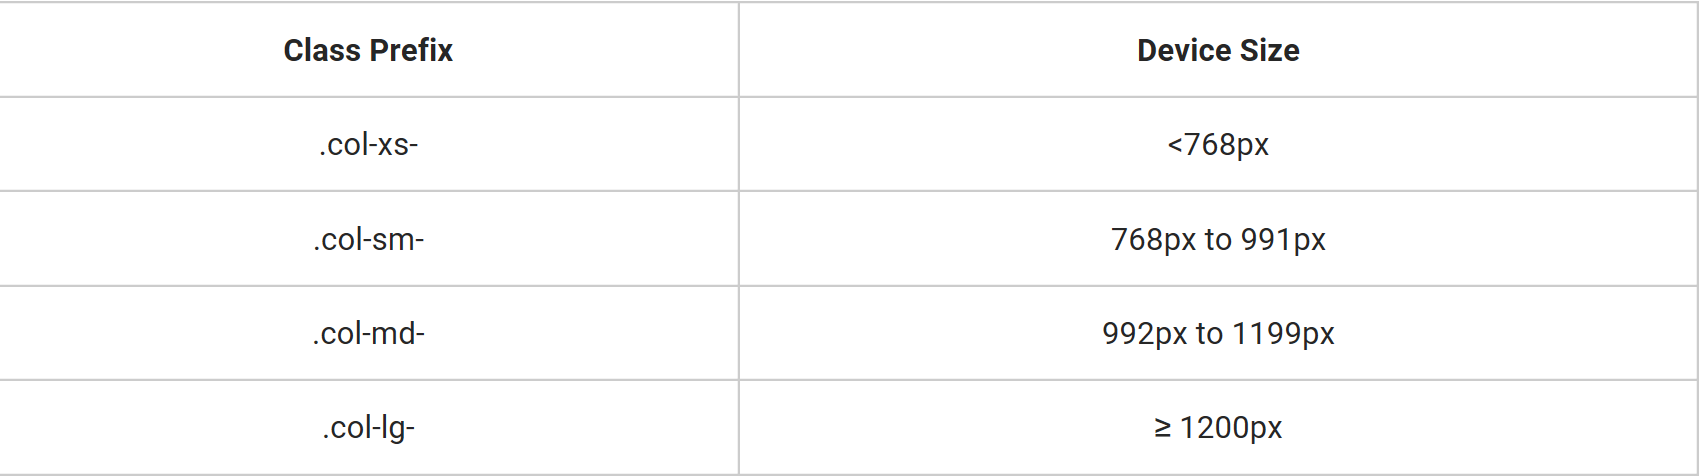 Class Prefix Device Size
.col-xs- <768px
.col-sm- 768px to 991px
.col-md- 992px to 1199px
.col-lg- ≥ 1200px